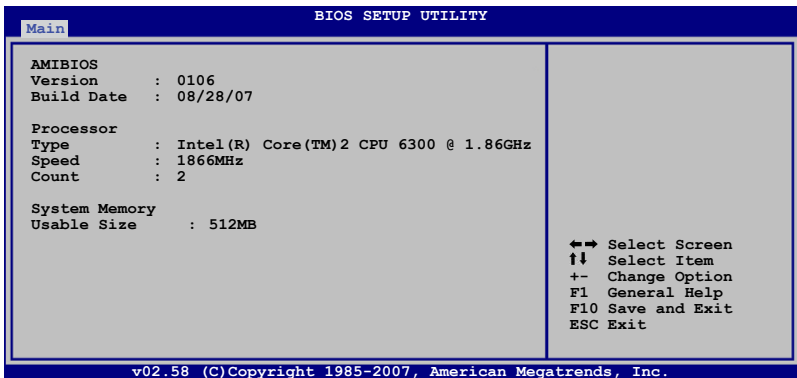 BIOS SETUP UTILITY
Main
AMIBIOS
Version : 0106
Build Date : 08/28/07
Processor
Type : Intel(R) Core(TM)2 CPU 6300 @ 1.86GHz
Speed : 1866MHz
Count : 2
System Memory
Usable Size : 512MB
←→ Select Screen
↑↓ Select Item
+- Change Option
F1 General Help
F10 Save and Exit
ESC Exit
v02.58 (C)Copyright 1985-2007, American Megatrends, Inc.